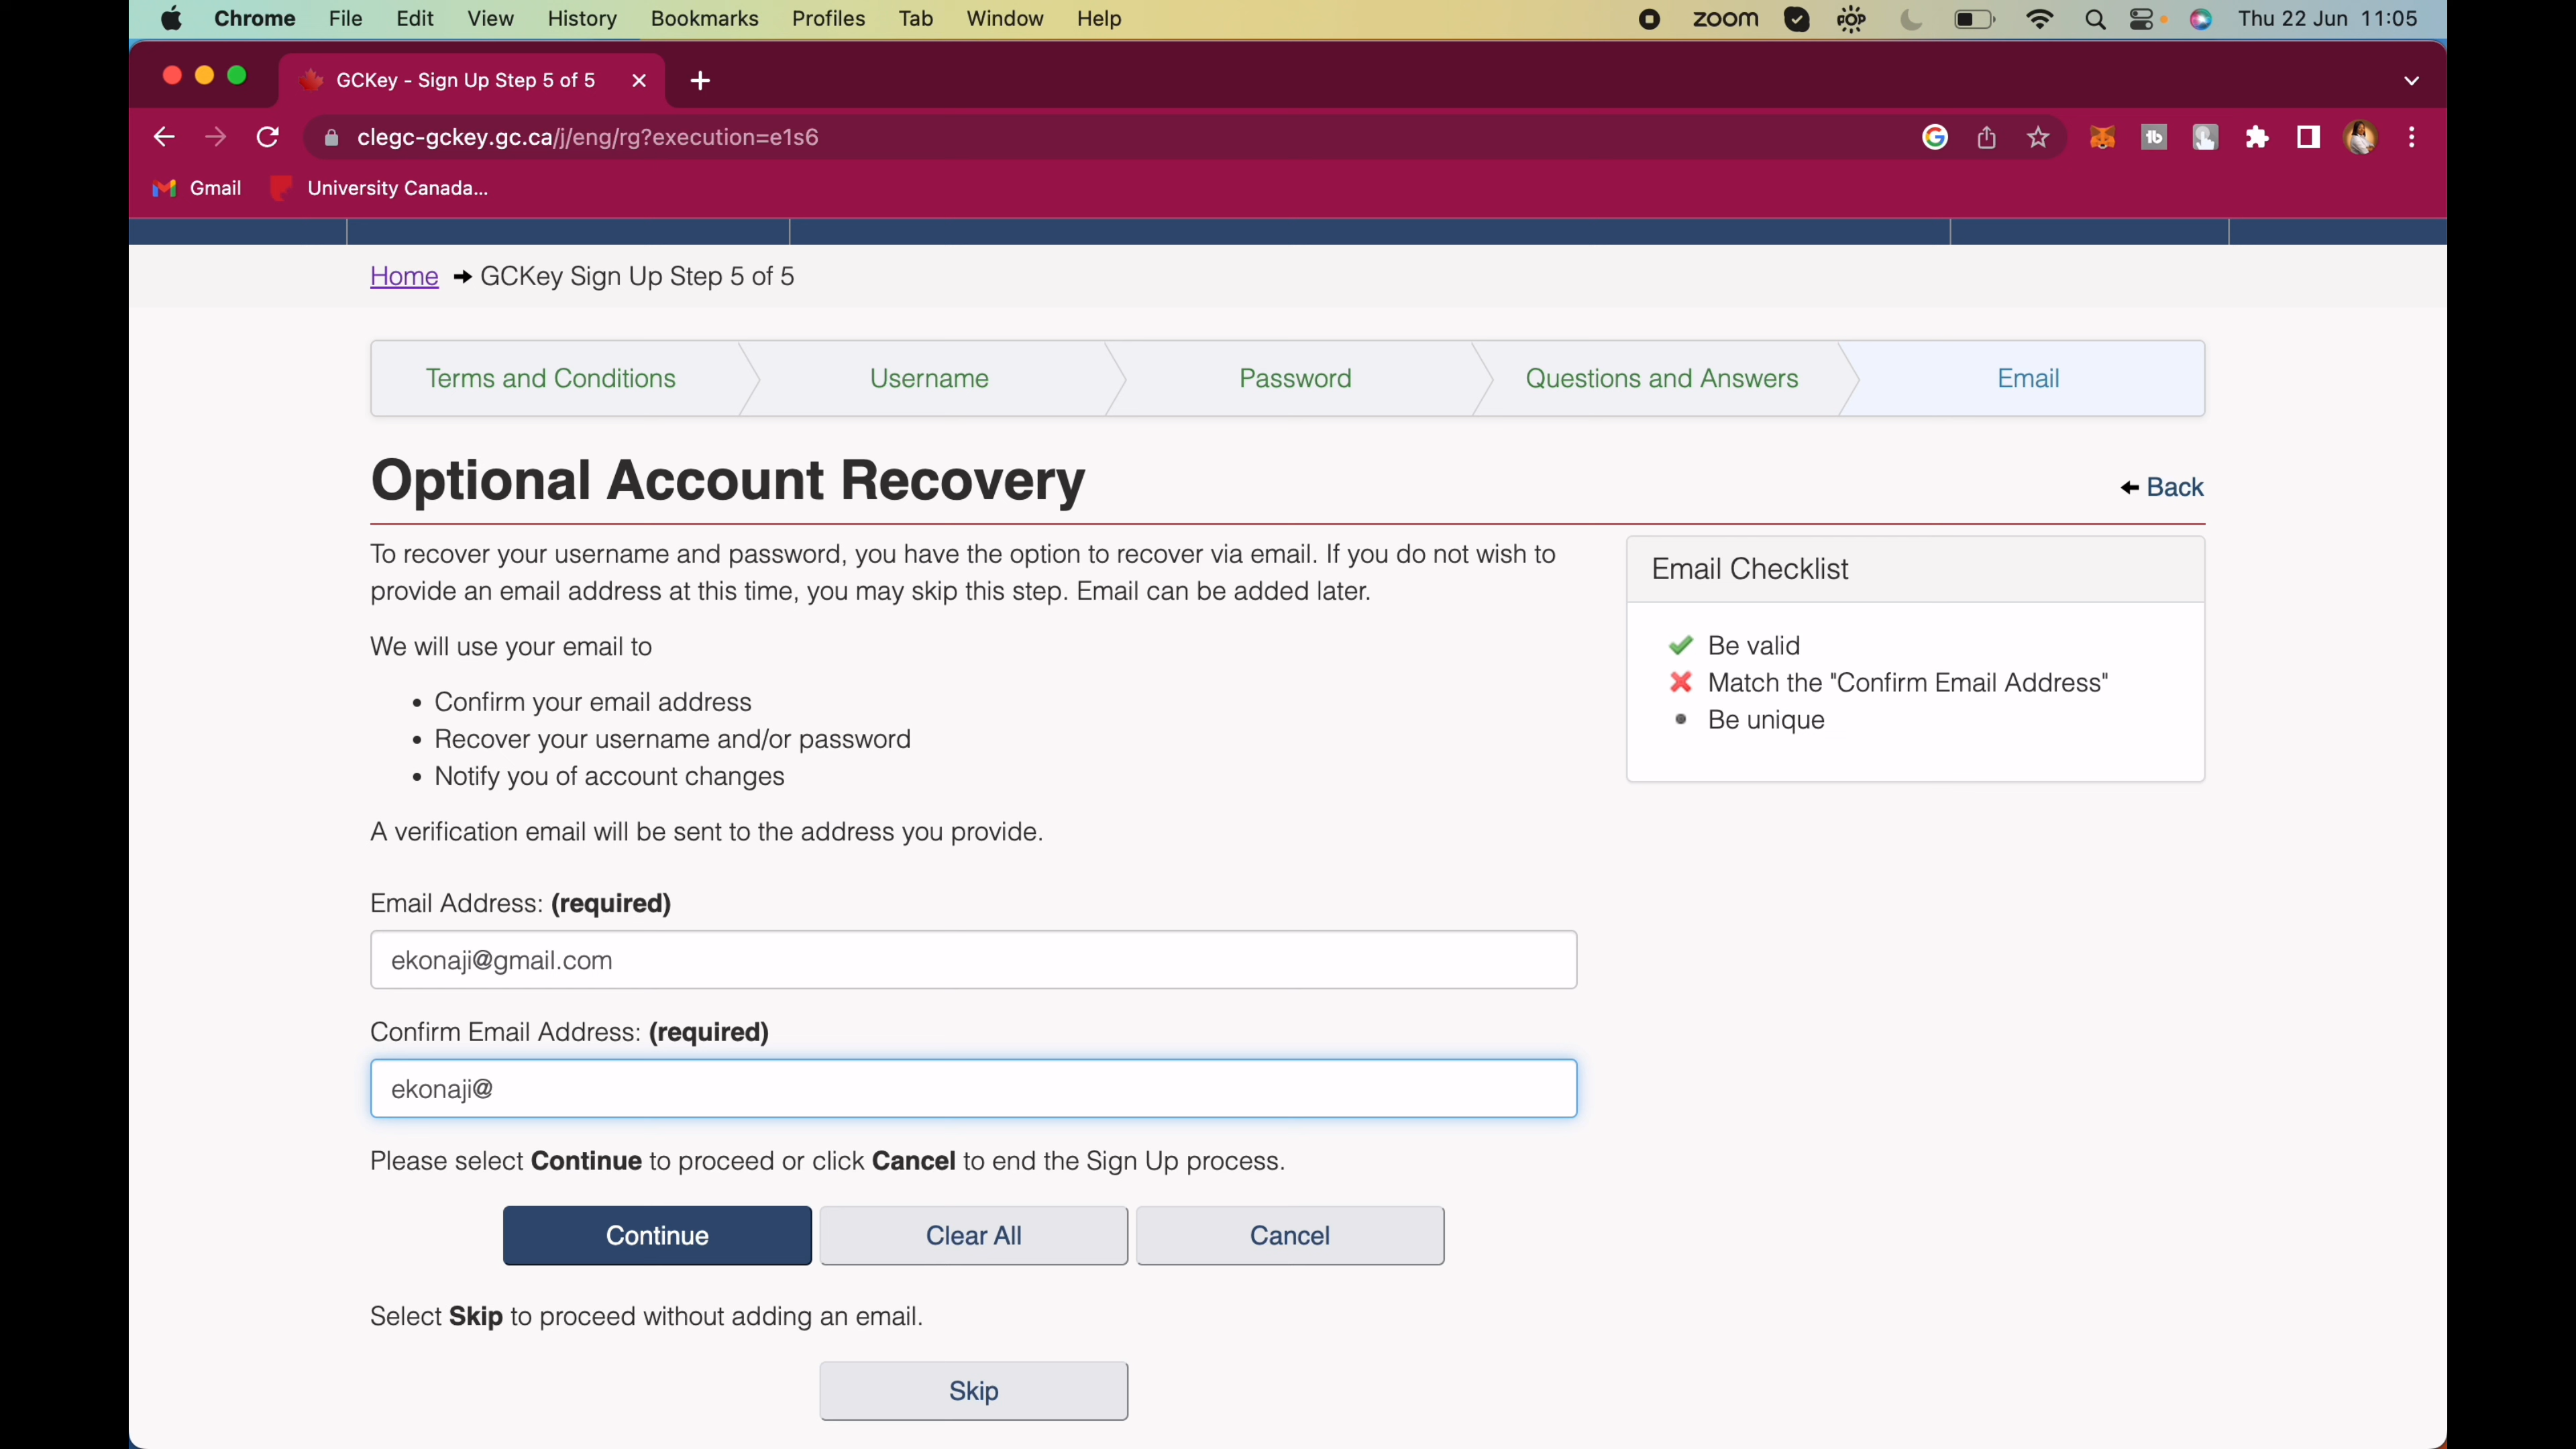 Chrome File Edit View History Bookmarks Profiles Tab Window Help zoom POP Thu 22 Jun 11:05
GCKey - Sign Up Step 5 of 5
clegc-gckey.gc.ca/j/eng/rg?execution=e1s6 G tb
Gmail University Canada...
Home → GCKey Sign Up Step 5 of 5
Terms and Conditions Username Password Questions and Answers Email
Optional Account Recovery
← Back
To recover your username and password, you have the option to recover via email. If you do not wish to
provide an email address at this time, you may skip this step. Email can be added later.
We will use your email to
• Confirm your email address
• Recover your username and/or password
• Notify you of account changes
A verification email will be sent to the address you provide.
Email Address: (required)
ekonaji@gmail.com
Confirm Email Address: (required)
ekonaji@
Please select Continue to proceed or click Cancel to end the Sign Up process.
Continue Clear All Cancel
Select Skip to proceed without adding an email.
Skip
Email Checklist
Be valid
Match the "Confirm Email Address"
• Be unique